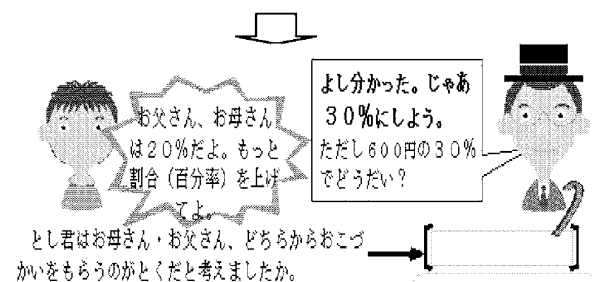 お父さん、お母さん
は20％だよ。もっと
割合（百分率）を上げ
てよ。
よし分かった。じゃあ
３０％にしよう。
ただし600円の３０％
でどうだい？
とし君はお母さん・お父さん、どちらからおこづ
かいをもらうのがとくだと考えましたか。